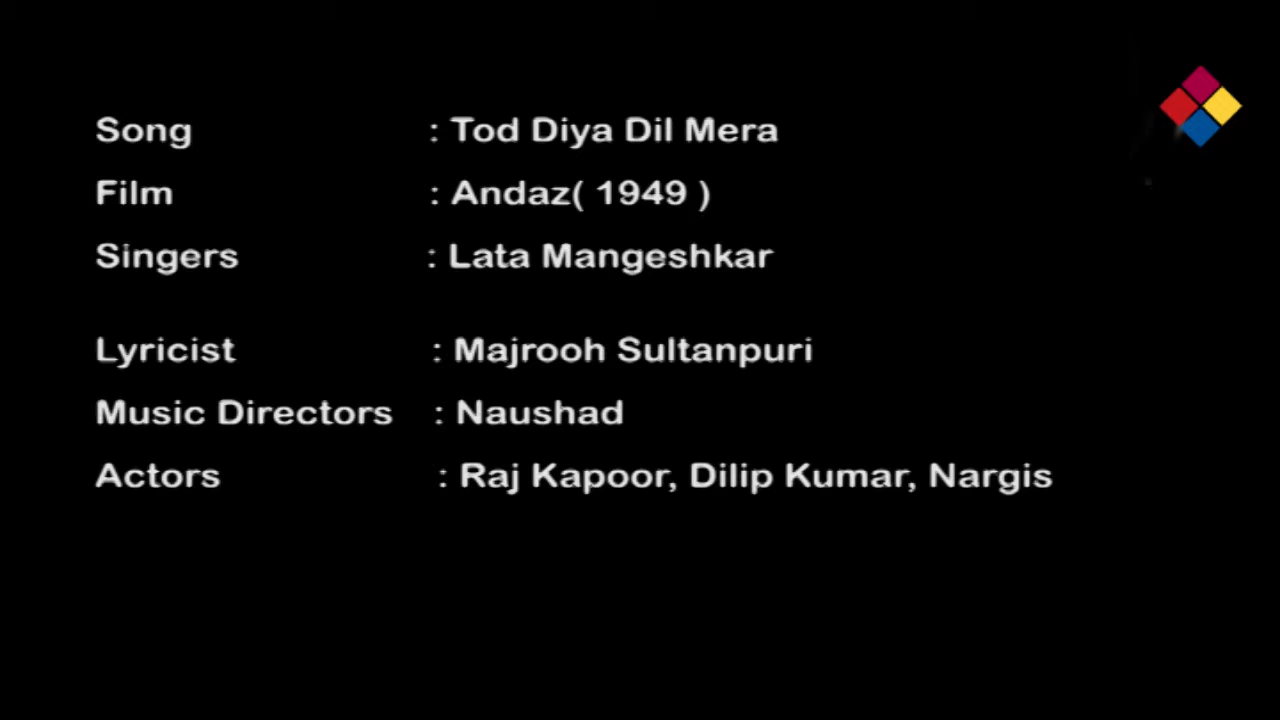 Song : Tod Diya Dil Mera
Film : Andaz( 1949 )
Singers : Lata Mangeshkar
Lyricist : Majrooh Sultanpuri
Music Directors : Naushad
Actors : Raj Kapoor, Dilip Kumar, Nargis